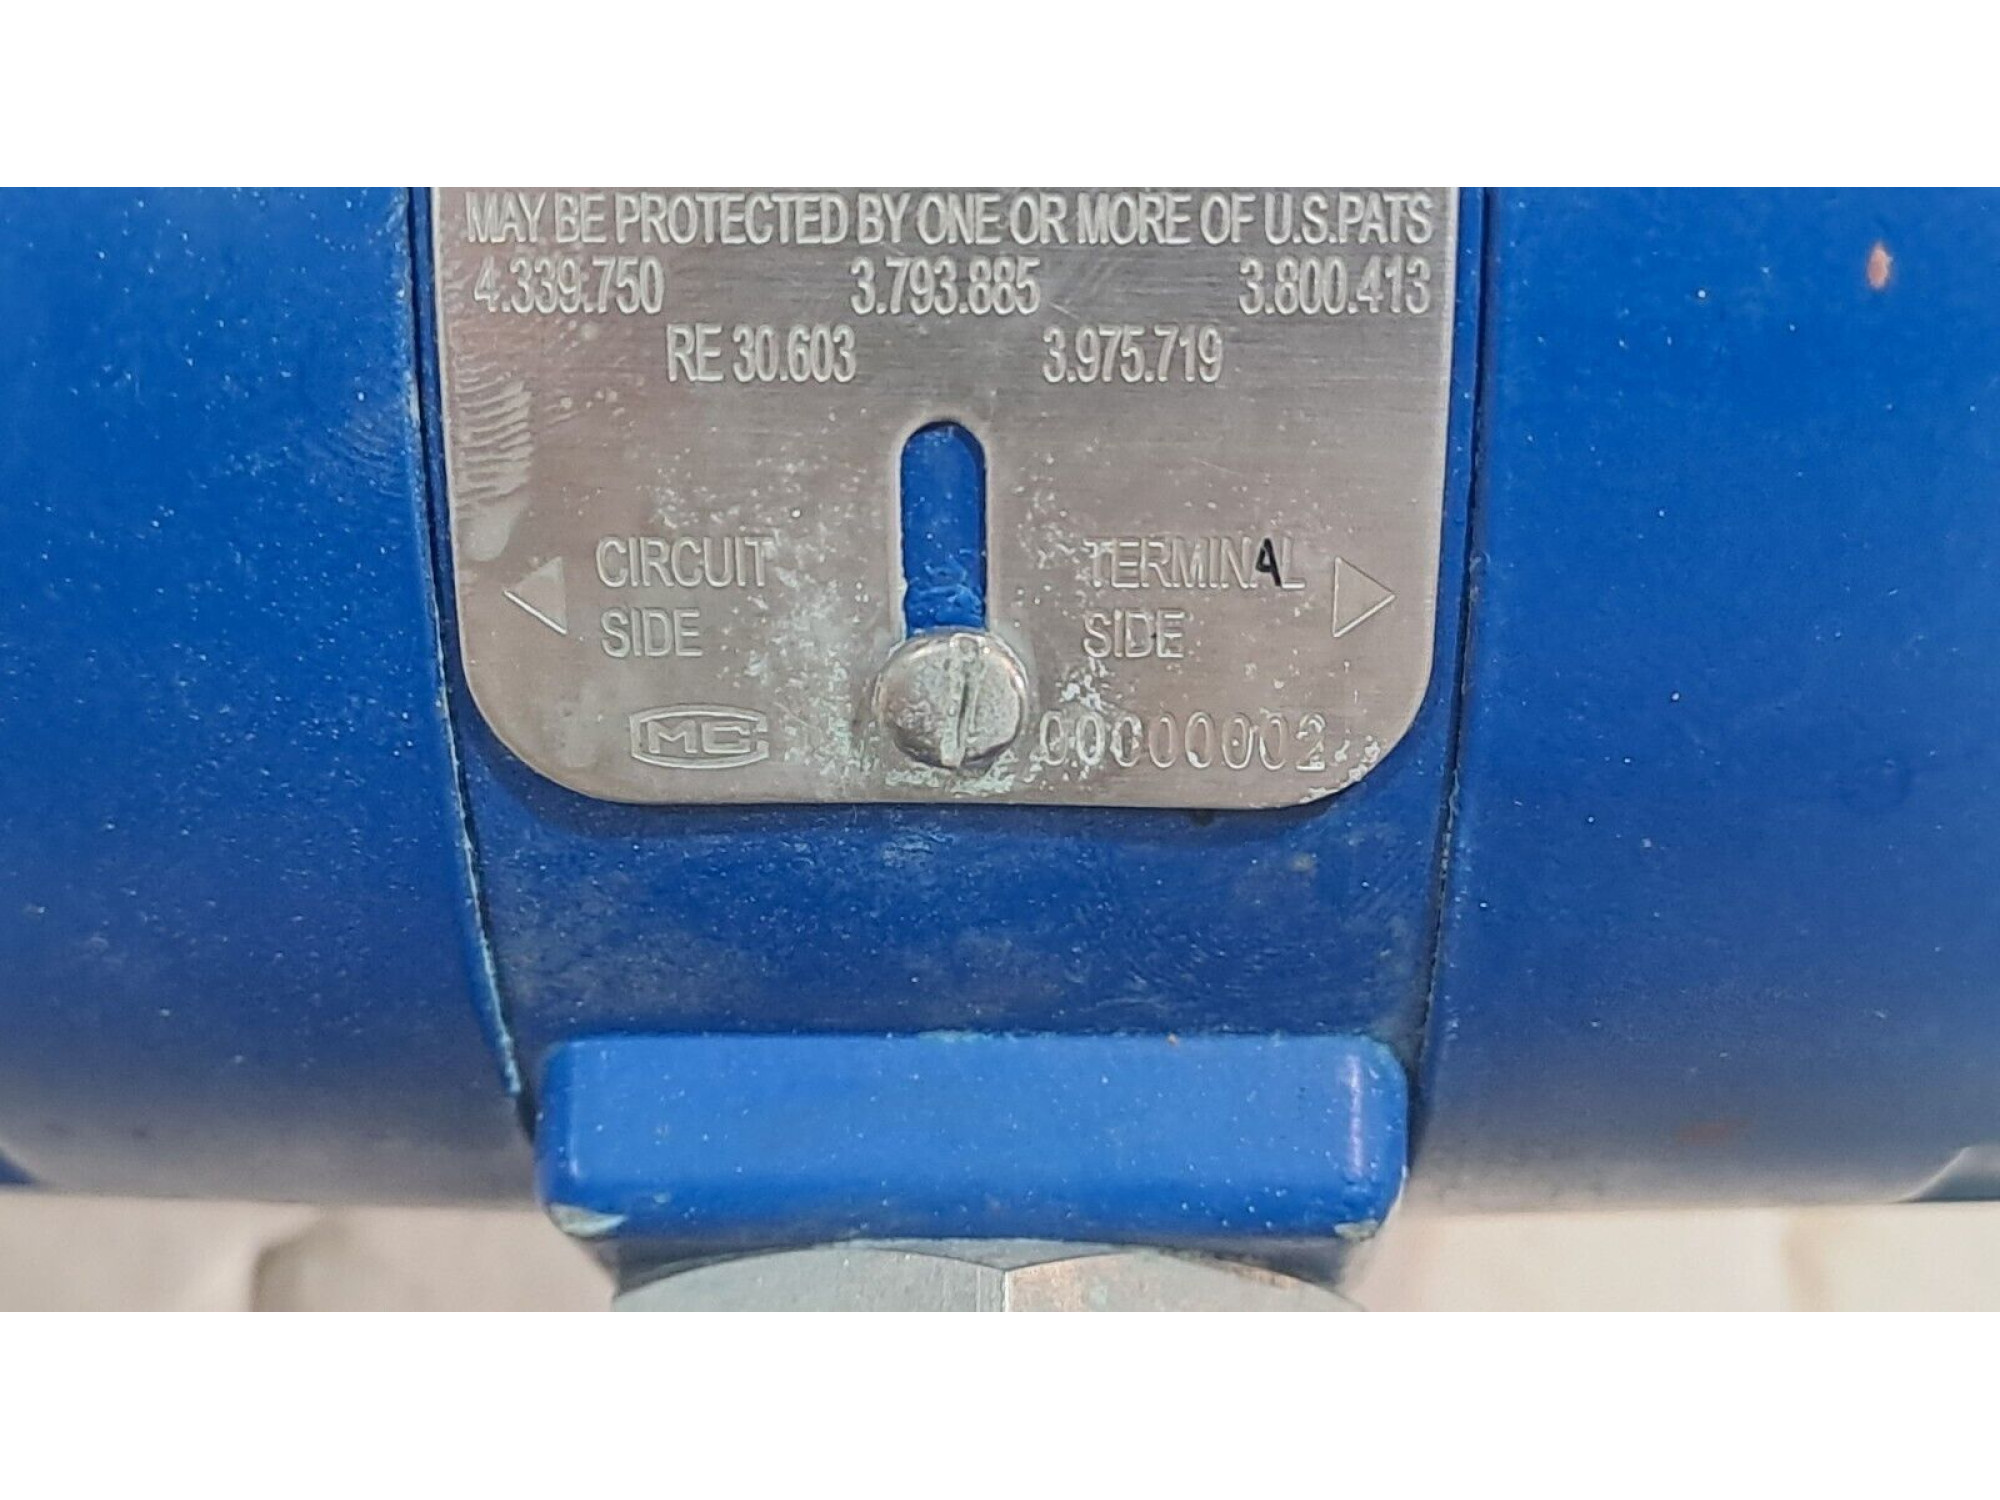 MAY BE PROTECTED BY ONE OR MORE OF U.S.PATS
4.339.750 3.793.885 3.800.413
RE 30.603 3.975.719
CIRCUIT
SIDE
TERMINAL
SIDE
MC
00000002